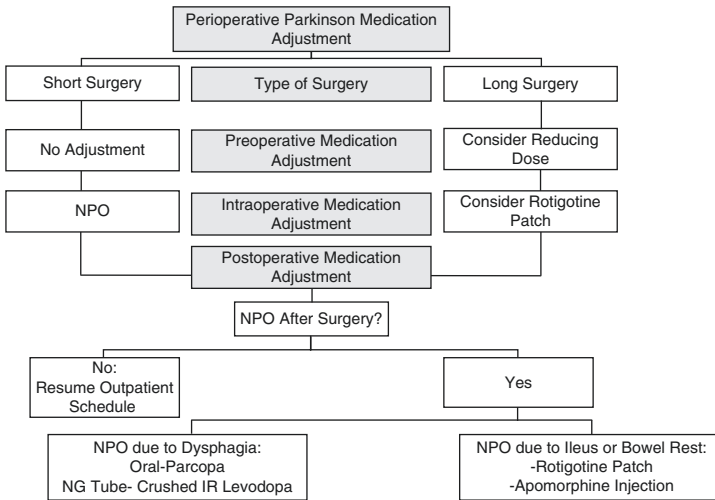 Perioperative Parkinson Medication
Adjustment
Short Surgery
Type of Surgery
Long Surgery
No Adjustment
Preoperative Medication
Adjustment
Consider Reducing
Dose
NPO
Intraoperative Medication
Adjustment
Consider Rotigotine
Patch
Postoperative Medication
Adjustment
NPO After Surgery?
No:
Resume Outpatient
Schedule
Yes
NPO due to Dysphagia:
Oral-Parcopa
NG Tube- Crushed IR Levodopa
NPO due to Ileus or Bowel Rest:
-Rotigotine Patch
-Apomorphine Injection